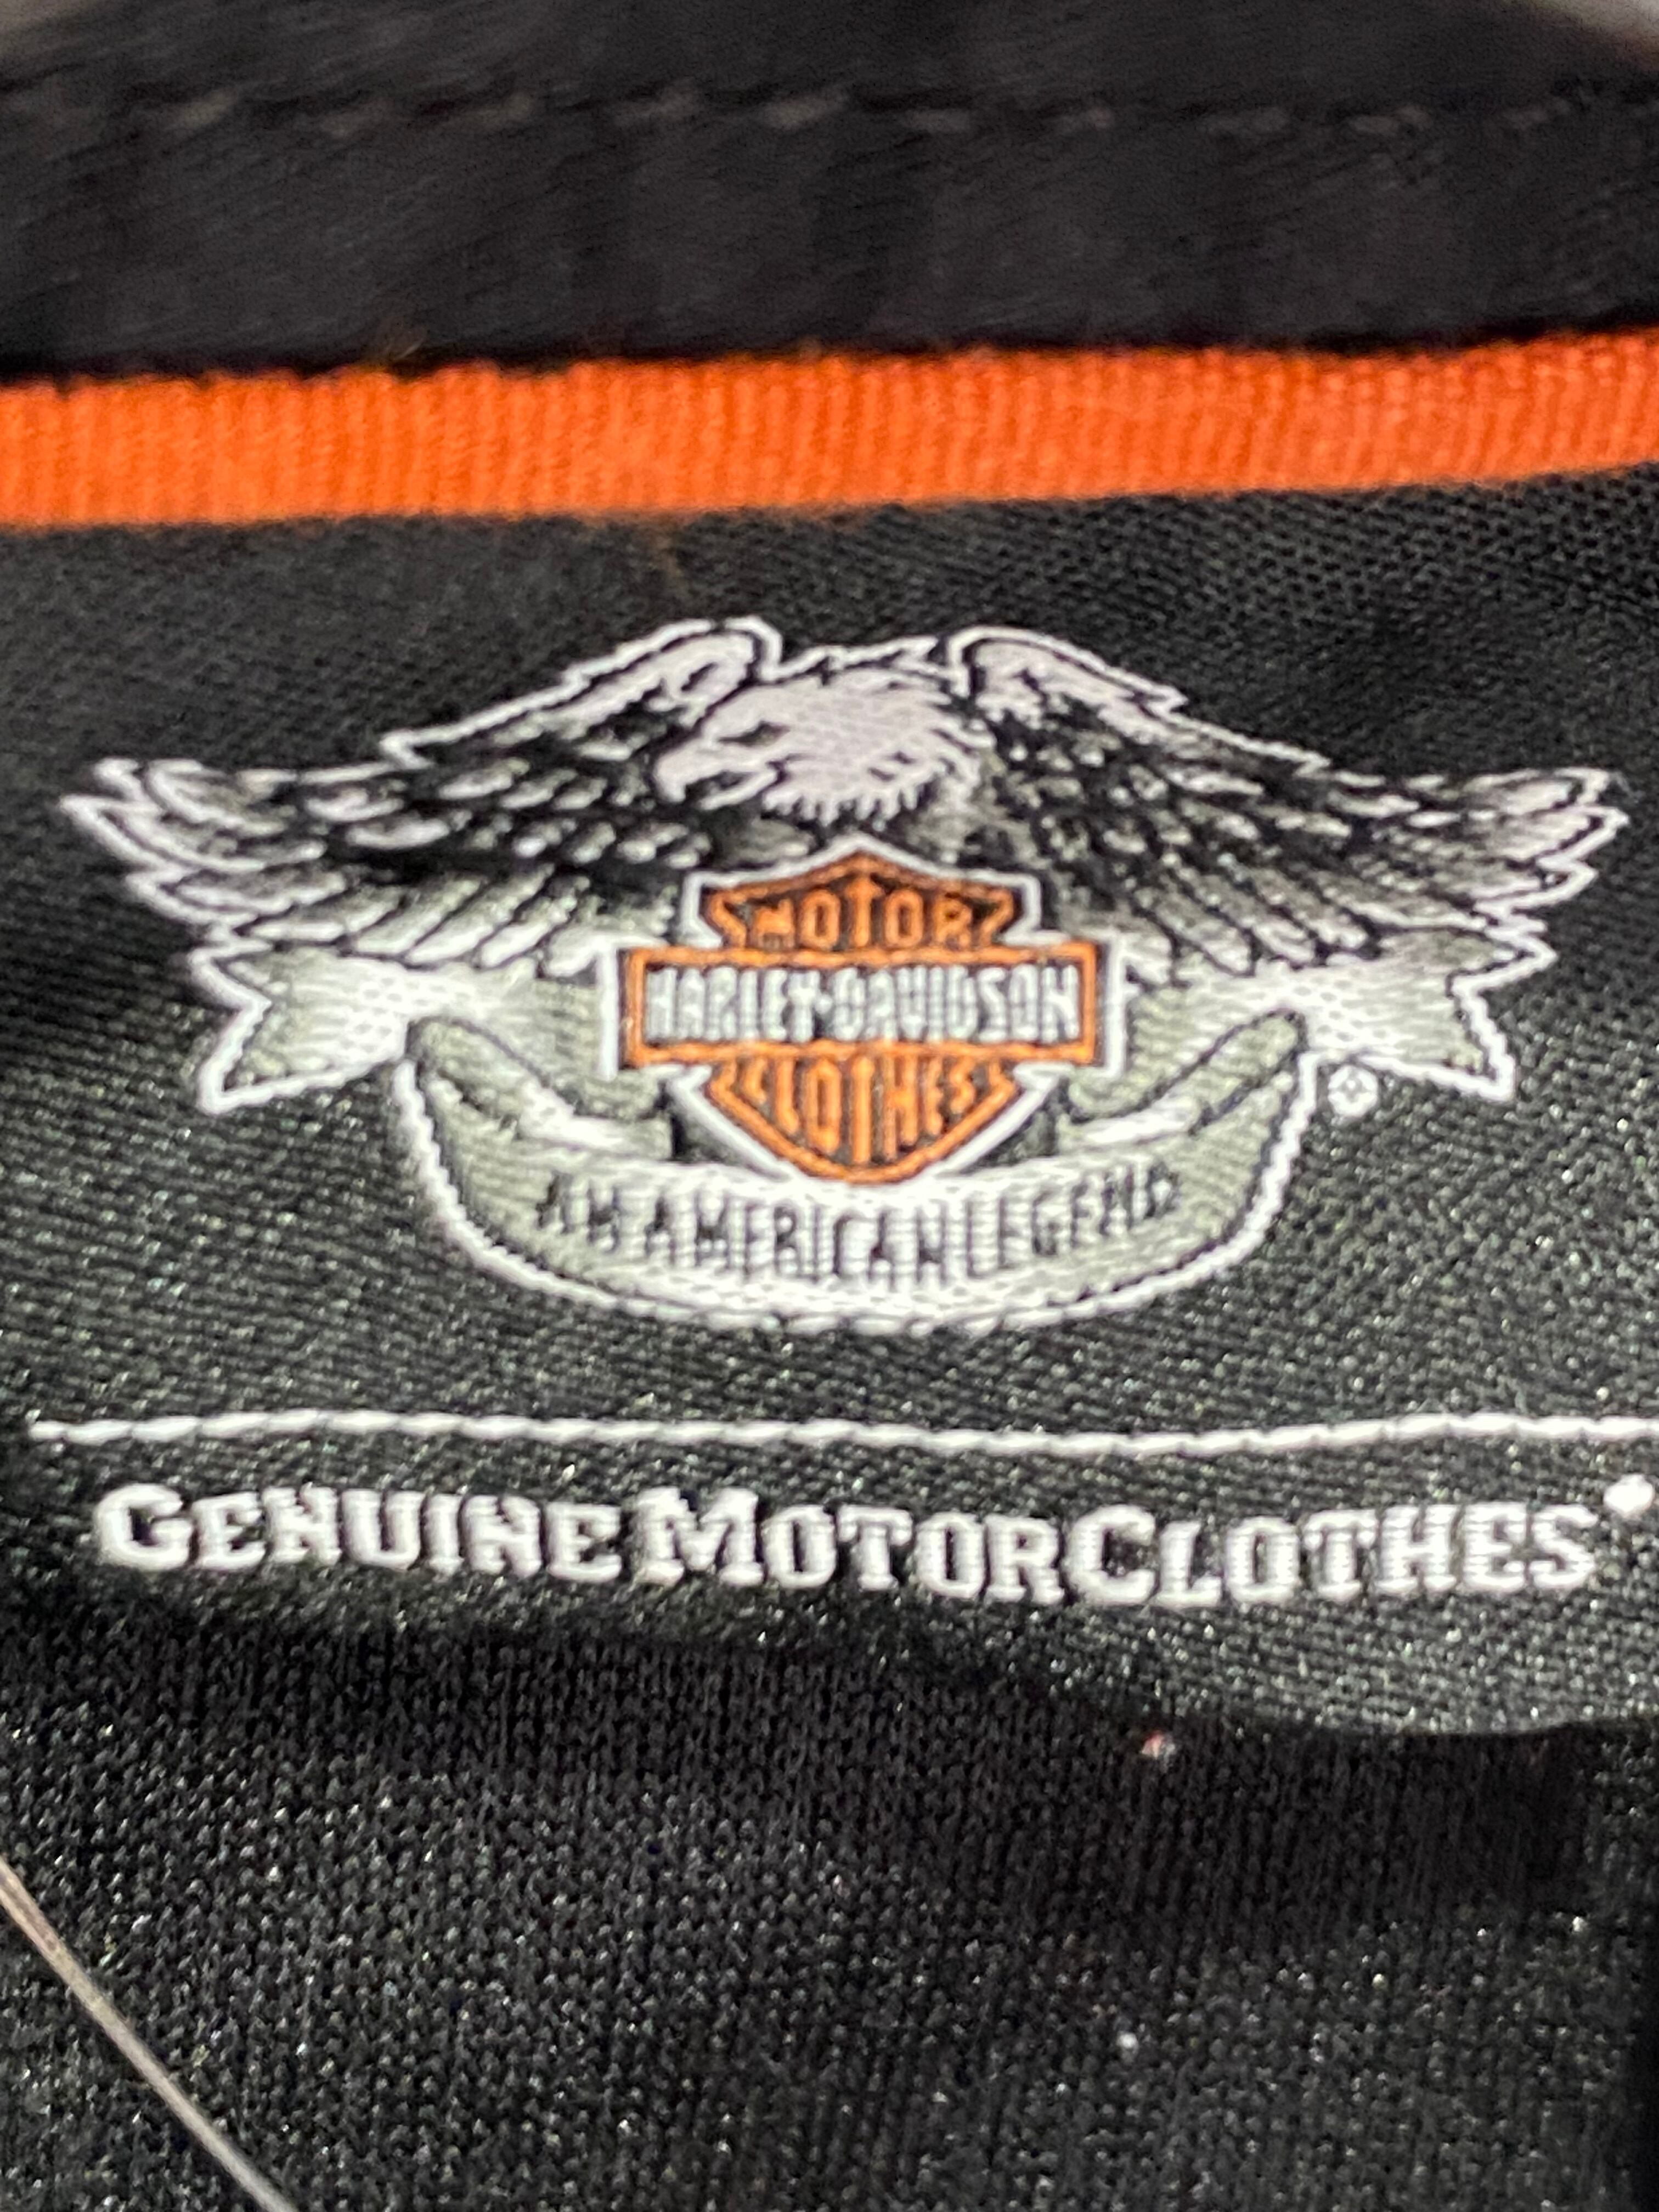 MOTOR
HARLEY-DAVIDSON
CLOTHES
®
AN AMERICAN LEGEND
GENUINE MOTORCLOTHES